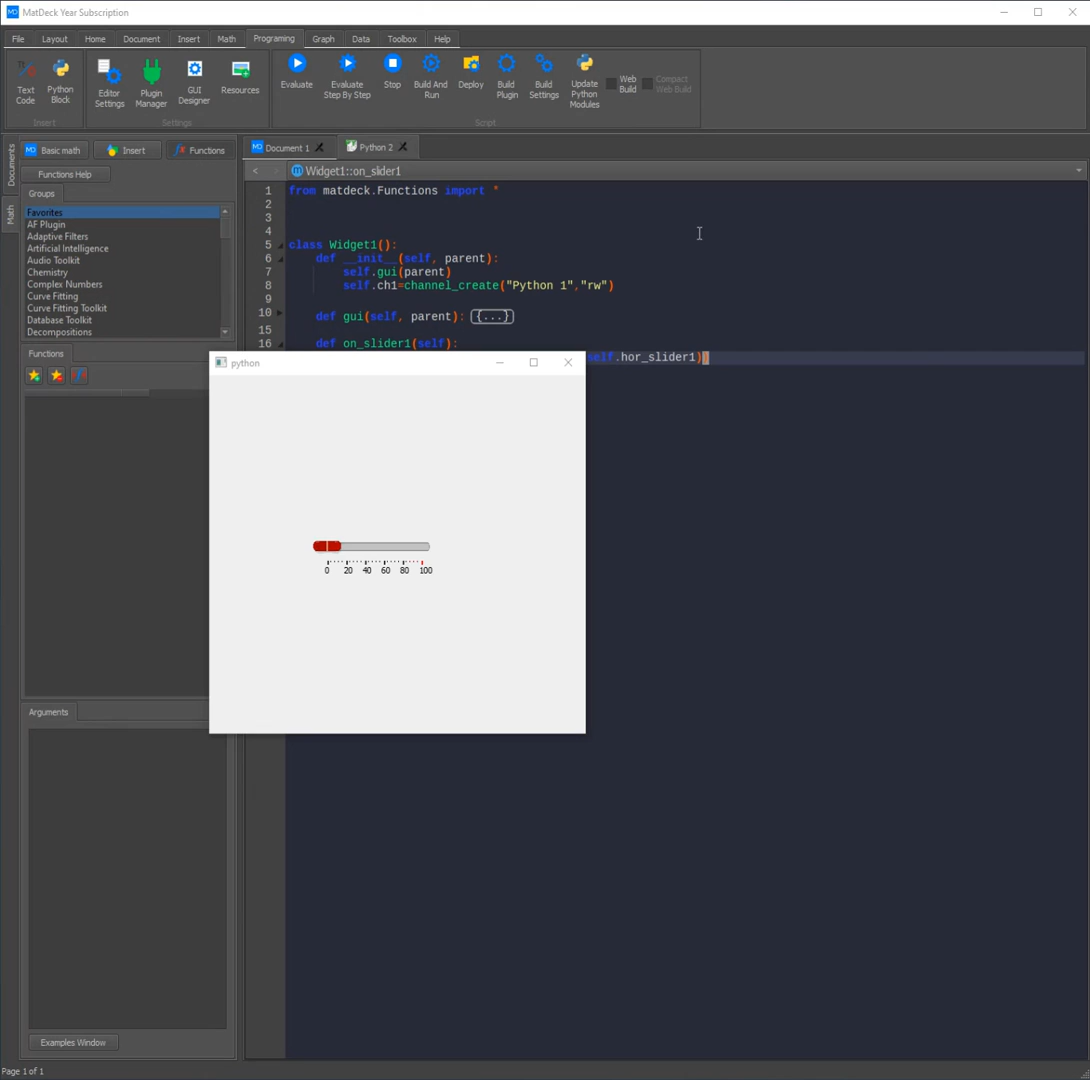 MatDeck Year Subscription
File Layout Home Document Insert Math Programing Graph Data Toolbox Help
Text Code
Python Block
Insert
Editor Settings
Plugin Manager
GUI Designer
Resources
Settings
Evaluate
Evaluate Step By Step
Stop
Build And Run
Deploy
Build Plugin
Build Settings
Update Python Modules
Web Build
Compact Web Build
Script
Documents
Math
Basic math Insert Functions
Functions Help
Groups
Favorites
AF Plugin
Adaptive Filters
Artificial Intelligence
Audio Toolkit
Chemistry
Complex Numbers
Curve Fitting
Curve Fitting Toolkit
Database Toolkit
Decompositions
Functions
Arguments
Examples Window
Page 1 of 1
Document 1 Python 2
Widget1::on_slider1
1 from matdeck.Functions import *
2
3
4
5 class Widget1():
6 def __init__(self, parent):
7 self.gui(parent)
8 self.ch1=channel_create("Python 1","rw")
9
10 def gui(self, parent): {...}
15
16 def on_slider1(self):
self.hor_slider1))
python
0 20 40 60 80 100